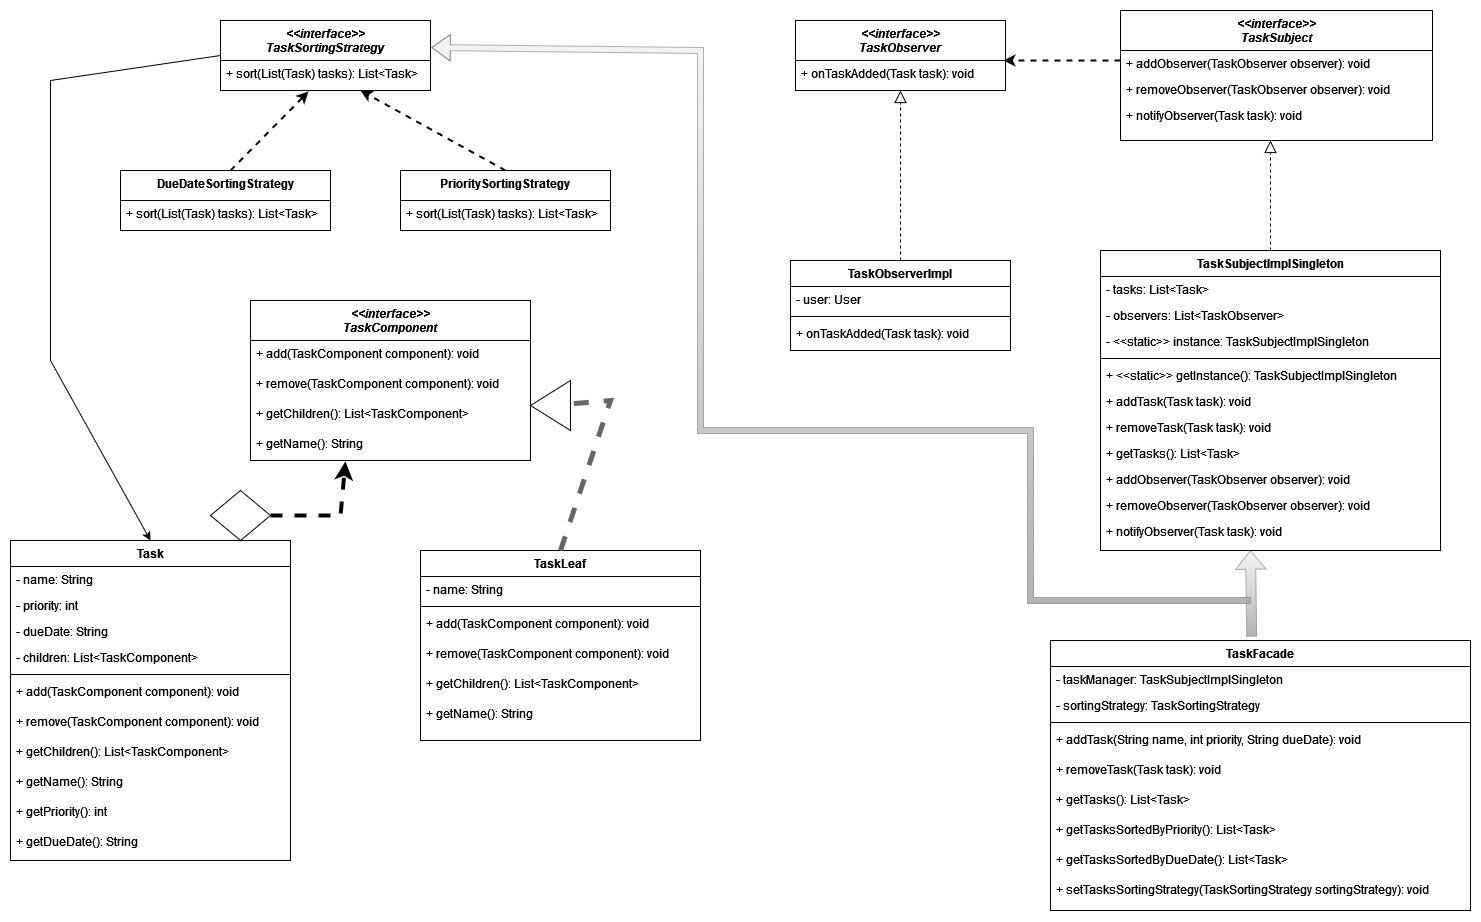 <<interface>>
TaskSortingStrategy
+ sort(List(Task) tasks): List<Task>
DueDateSortingStrategy
+ sort(List(Task) tasks): List<Task>
PrioritySortingStrategy
+ sort(List(Task) tasks): List<Task>
<<interface>>
TaskObserver
+ onTaskAdded(Task task): void
<<interface>>
TaskSubject
+ addObserver(TaskObserver observer): void
+ removeObserver(TaskObserver observer): void
+ notifyObserver(Task task): void
TaskObserverImpl
- user: User
+ onTaskAdded(Task task): void
TaskSubjectImplSingleton
- tasks: List<Task>
- observers: List<TaskObserver>
- <<static>> instance: TaskSubjectImplSingleton
+ <<static>> getInstance(): TaskSubjectImplSingleton
+ addTask(Task task): void
+ removeTask(Task task): void
+ getTasks(): List<Task>
+ addObserver(TaskObserver observer): void
+ removeObserver(TaskObserver observer): void
+ notifyObserver(Task task): void
<<interface>>
TaskComponent
+ add(TaskComponent component): void
+ remove(TaskComponent component): void
+ getChildren(): List<TaskComponent>
+ getName(): String
Task
- name: String
- priority: int
- dueDate: String
- children: List<TaskComponent>
+ add(TaskComponent component): void
+ remove(TaskComponent component): void
+ getChildren(): List<TaskComponent>
+ getName(): String
+ getPriority(): int
+ getDueDate(): String
TaskLeaf
- name: String
+ add(TaskComponent component): void
+ remove(TaskComponent component): void
+ getChildren(): List<TaskComponent>
+ getName(): String
TaskFacade
- taskManager: TaskSubjectImplSingleton
- sortingStrategy: TaskSortingStrategy
+ addTask(String name, int priority, String dueDate): void
+ removeTask(Task task): void
+ getTasks(): List<Task>
+ getTasksSortedByPriority(): List<Task>
+ getTasksSortedByDueDate(): List<Task>
+ setTasksSortingStrategy(TaskSortingStrategy sortingStrategy): void